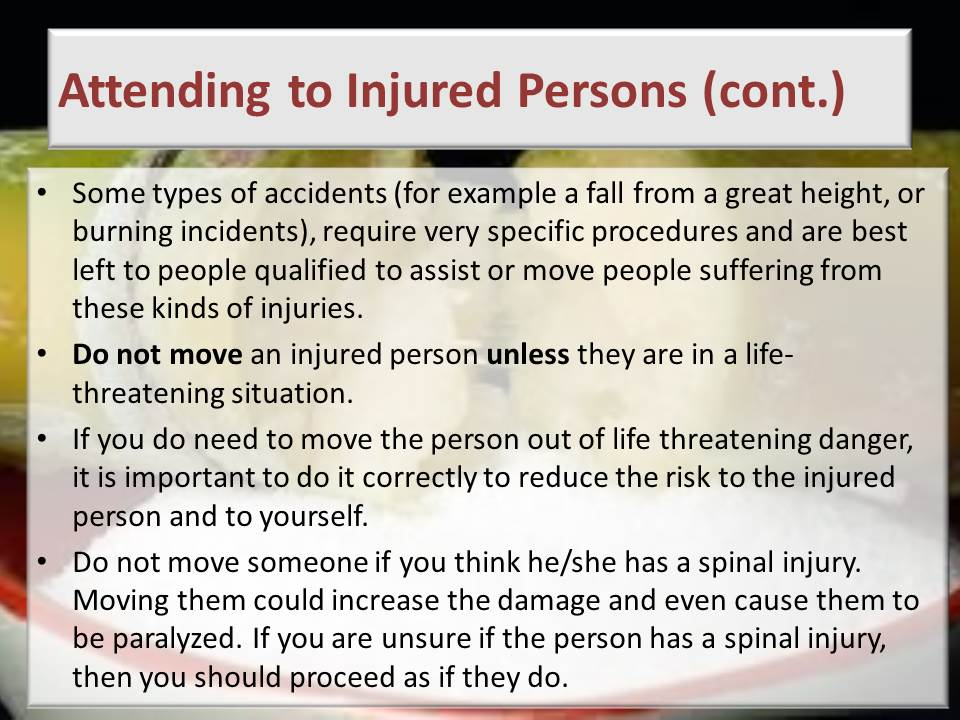 Attending to Injured Persons (cont.)
• Some types of accidents (for example a fall from a great height, or
burning incidents), require very specific procedures and are best
left to people qualified to assist or move people suffering from
these kinds of injuries.
• Do not move an injured person unless they are in a life-
threatening situation.
• If you do need to move the person out of life threatening danger,
it is important to do it correctly to reduce the risk to the injured
person and to yourself.
• Do not move someone if you think he/she has a spinal injury.
Moving them could increase the damage and even cause them to
be paralyzed. If you are unsure if the person has a spinal injury,
then you should proceed as if they do.